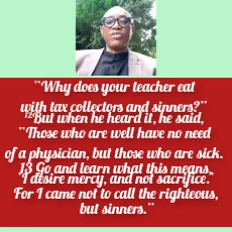 "Why does your teacher eat
with tax collectors and sinners?"
12But when he heard it, he said,
"Those who are well have no need
of a physician, but those who are sick.
13 Go and learn what this means,
'I desire mercy, and not sacrifice.'
For I came not to call the righteous,
but sinners."